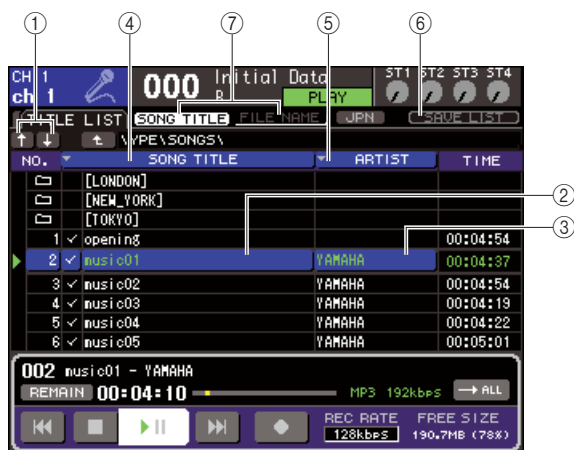 ① ④ ⑦ ⑤ ⑥
CH 1
ch 1
000 Initial Data
R
PLAY
ST1 ST2 ST3 ST4
TITLE LIST SONG TITLE FILE NAME JPN SAVE LIST
\YPE\SONGS\
NO. SONG TITLE ARTIST TIME
[LONDON]
[NEW_YORK]
[TOKYO]
1 opening 00:04:54
2 music01 YAMAHA 00:04:37
3 music02 YAMAHA 00:04:54
4 music03 YAMAHA 00:04:19
5 music04 YAMAHA 00:04:22
6 music05 YAMAHA 00:05:01
②
③
002 music01 - YAMAHA
REMAIN 00:04:10 MP3 192kbps → ALL
REC RATE FREE SIZE
128kbps 190.7MB (78%)